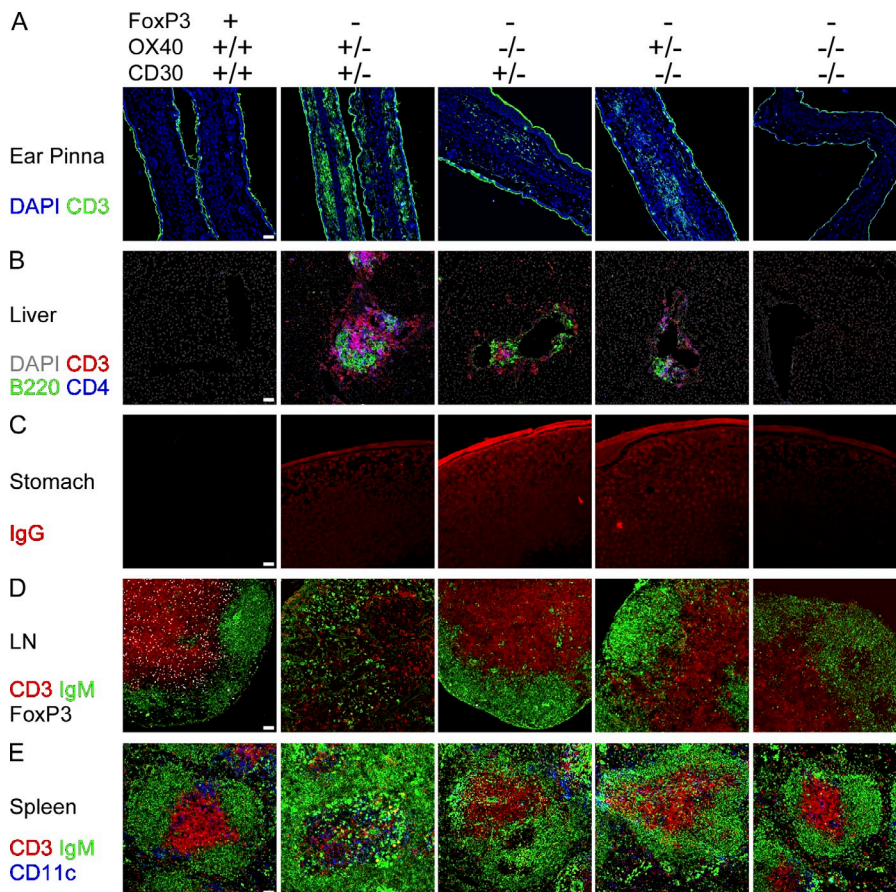 A
FoxP3 + - - - -
OX40 +/+ +/- -/- +/- -/-
CD30 +/+ +/- +/- -/- -/-
Ear Pinna
DAPI CD3
B
Liver
DAPI CD3
B220 CD4
C
Stomach
IgG
D
LN
CD3 IgM
FoxP3
E
Spleen
CD3 IgM
CD11c